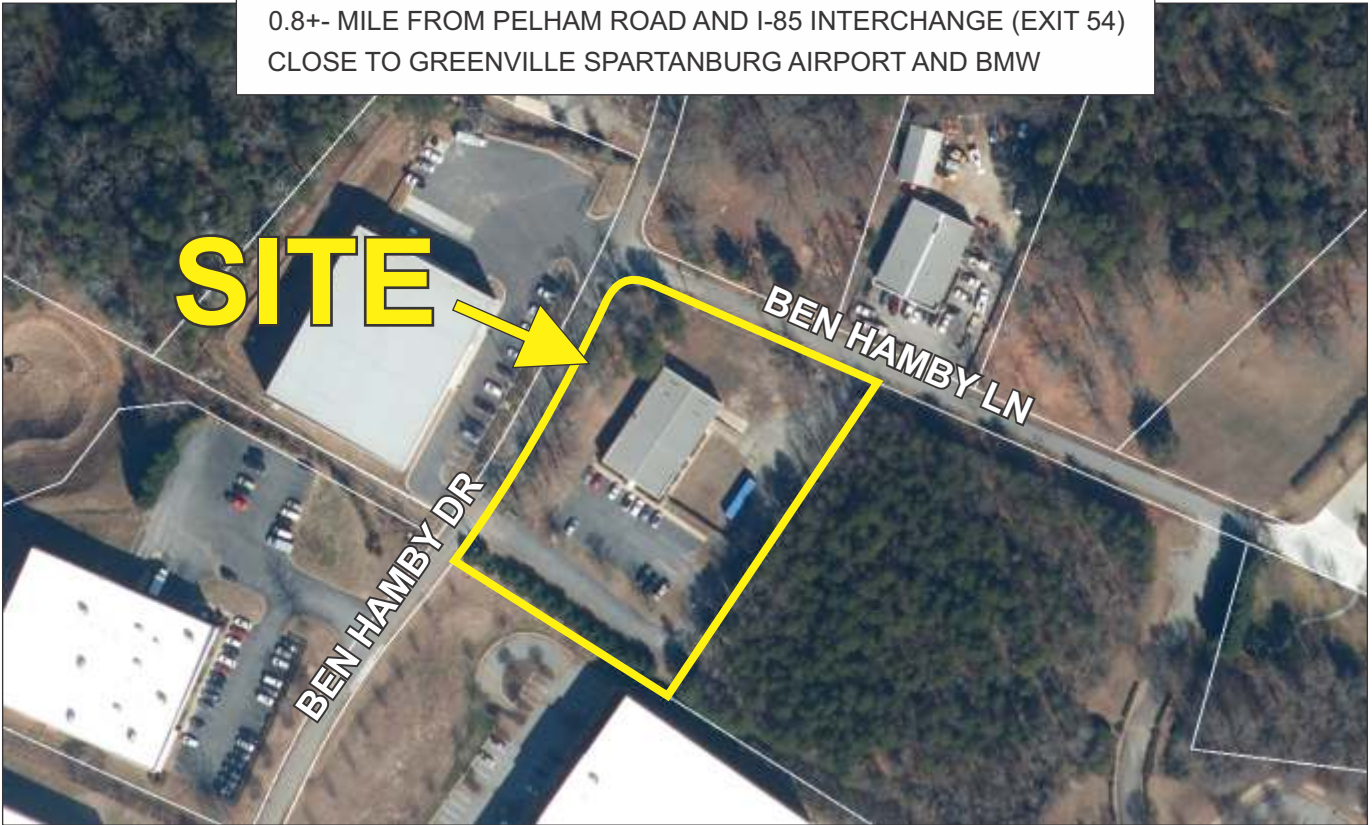 0.8+- MILE FROM PELHAM ROAD AND I-85 INTERCHANGE (EXIT 54)
CLOSE TO GREENVILLE SPARTANBURG AIRPORT AND BMW
SITE
BEN HAMBY LN
BEN HAMBY DR